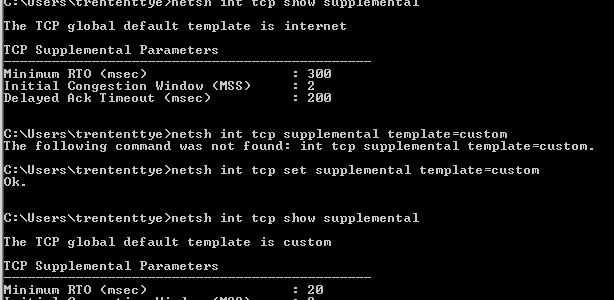 C:\Users\trententtye>netsh int tcp show supplemental
The TCP global default template is internet
TCP Supplemental Parameters
----------------------------------------------
Minimum RTO (msec) : 300
Initial Congestion Window (MSS) : 2
Delayed Ack Timeout (msec) : 200
C:\Users\trententtye>netsh int tcp supplemental template=custom
The following command was not found: int tcp supplemental template=custom.
C:\Users\trententtye>netsh int tcp set supplemental template=custom
Ok.
C:\Users\trententtye>netsh int tcp show supplemental
The TCP global default template is custom
TCP Supplemental Parameters
----------------------------------------------
Minimum RTO (msec) : 20
Initial Congestion Window (MSS) :